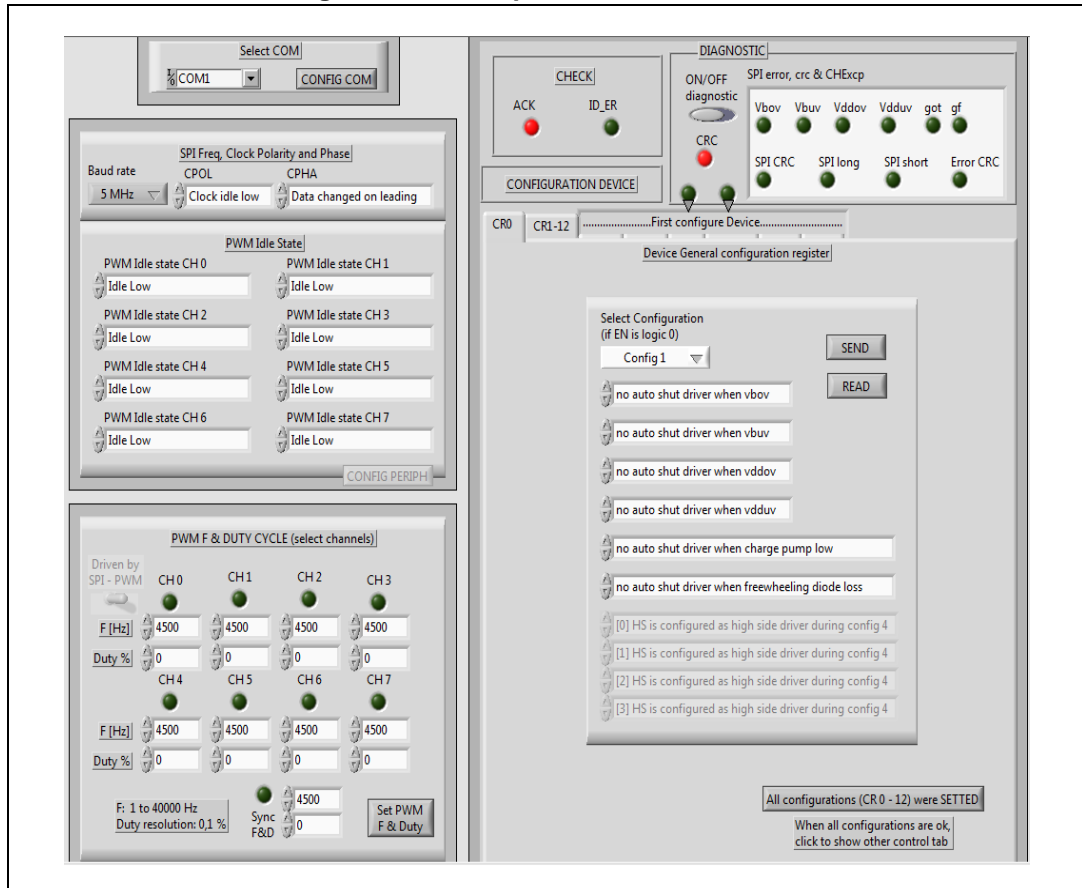 Select COM
COM1
CONFIG COM
SPI Freq, Clock Polarity and Phase
Baud rate
CPOL
CPHA
5 MHz
Clock idle low
Data changed on leading
PWM Idle State
PWM Idle state CH 0
PWM Idle state CH 1
Idle Low
Idle Low
PWM Idle state CH 2
PWM Idle state CH 3
Idle Low
Idle Low
PWM Idle state CH 4
PWM Idle state CH 5
Idle Low
Idle Low
PWM Idle state CH 6
PWM Idle state CH 7
Idle Low
Idle Low
CONFIG PERIPH
PWM F & DUTY CYCLE (select channels)
Driven by
SPI - PWM
CH 0
CH 1
CH 2
CH 3
F [Hz]
4500
4500
4500
4500
Duty %
0
0
0
0
CH 4
CH 5
CH 6
CH 7
F [Hz]
4500
4500
4500
4500
Duty %
0
0
0
0
F: 1 to 40000 Hz
Duty resolution: 0,1 %
Sync
F&D
4500
0
Set PWM
F & Duty
CHECK
ACK
ID_ER
CONFIGURATION DEVICE
DIAGNOSTIC
ON/OFF
diagnostic
CRC
SPI error, crc & CHExcp
Vbov
Vbuv
Vddov
Vdduv
got
gf
SPI CRC
SPI long
SPI short
Error CRC
CR0
CR1-12
.......................First configure Device............................
Device General configuration register
Select Configuration
(if EN is logic 0)
Config 1
SEND
READ
no auto shut driver when vbov
no auto shut driver when vbuv
no auto shut driver when vddov
no auto shut driver when vdduv
no auto shut driver when charge pump low
no auto shut driver when freewheeling diode loss
[0] HS is configured as high side driver during config 4
[1] HS is configured as high side driver during config 4
[2] HS is configured as high side driver during config 4
[3] HS is configured as high side driver during config 4
All configurations (CR 0 - 12) were SETTED
When all configurations are ok,
click to show other control tab